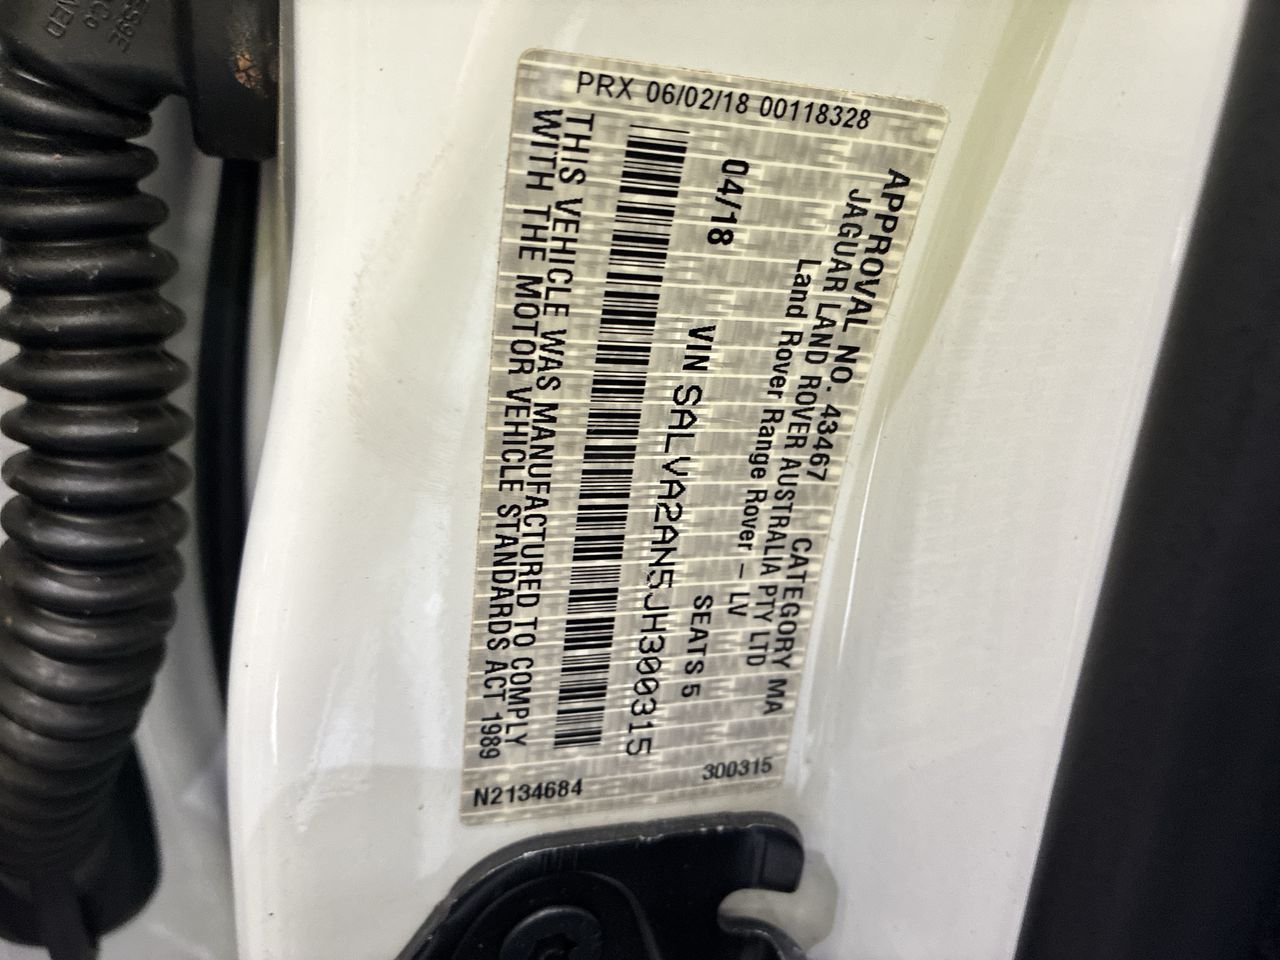 PRX 06/02/18 00118328
APPROVAL NO. 43467 CATEGORY MA
JAGUAR LAND ROVER AUSTRALIA PTY LTD
Land Rover Range Rover - LV
04/18 SEATS 5
VIN SALVA2AN5JH300315
THIS VEHICLE WAS MANUFACTURED TO COMPLY
WITH THE MOTOR VEHICLE STANDARDS ACT 1989
N2134684 300315